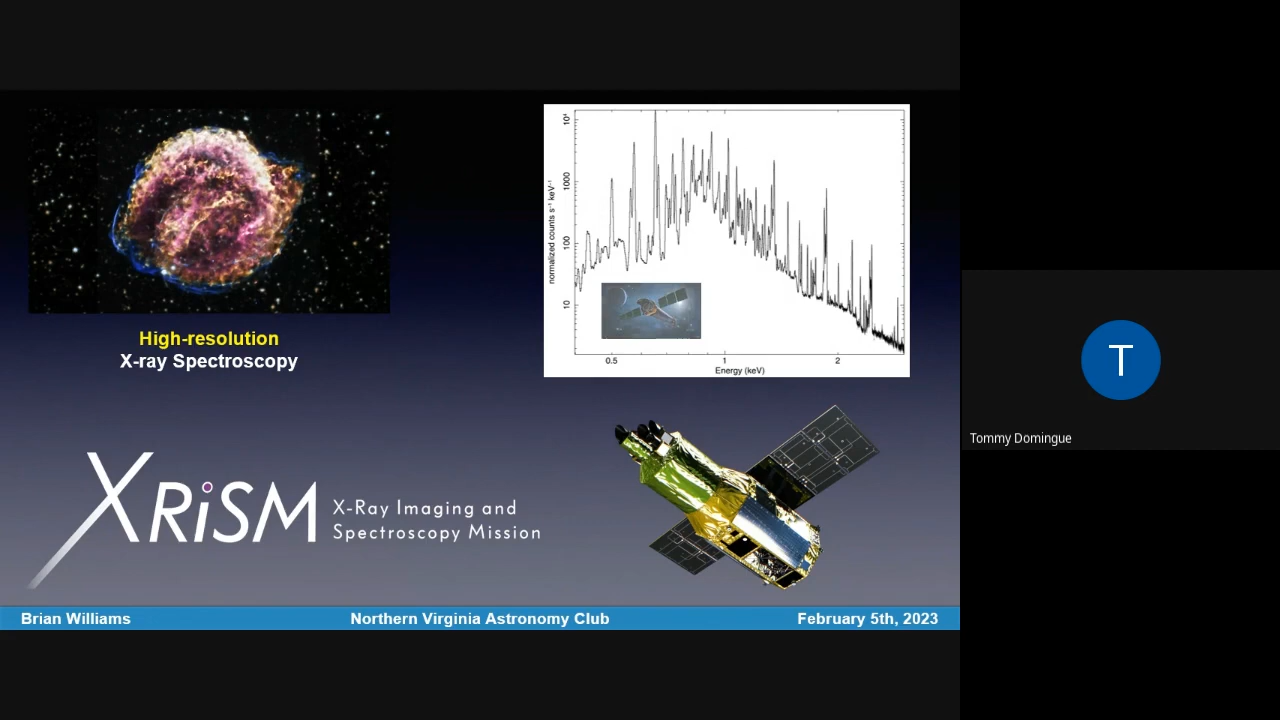 High-resolution
X-ray Spectroscopy
normalized counts s⁻¹ keV⁻¹
10⁴
1000
100
10
0.5
1
2
Energy (keV)
XRiSM
X-Ray Imaging and
Spectroscopy Mission
Brian Williams
Northern Virginia Astronomy Club
February 5th, 2023
T
Tommy Domingue